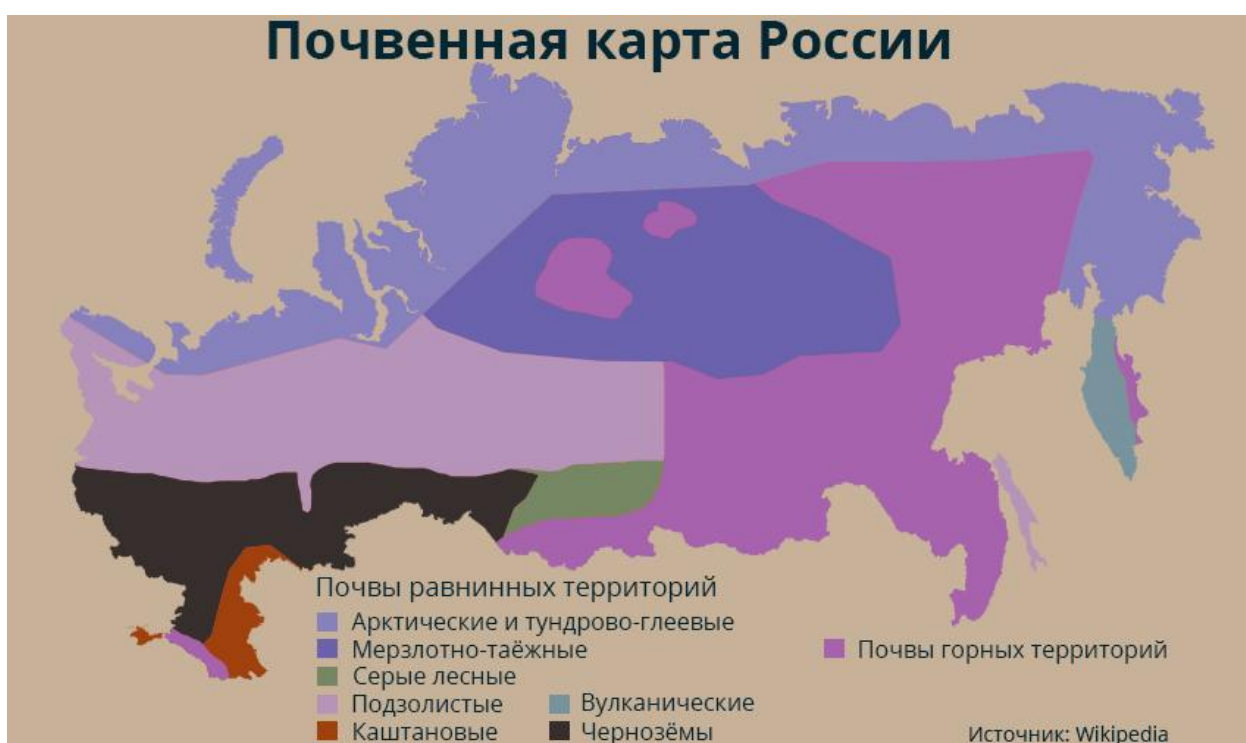 Почвенная карта России
Почвы равнинных территорий
Арктические и тундрово-глеевые
Мерзлотно-таёжные
Серые лесные
Подзолистые
Каштановые
Вулканические
Чернозёмы
Почвы горных территорий
Источник: Wikipedia